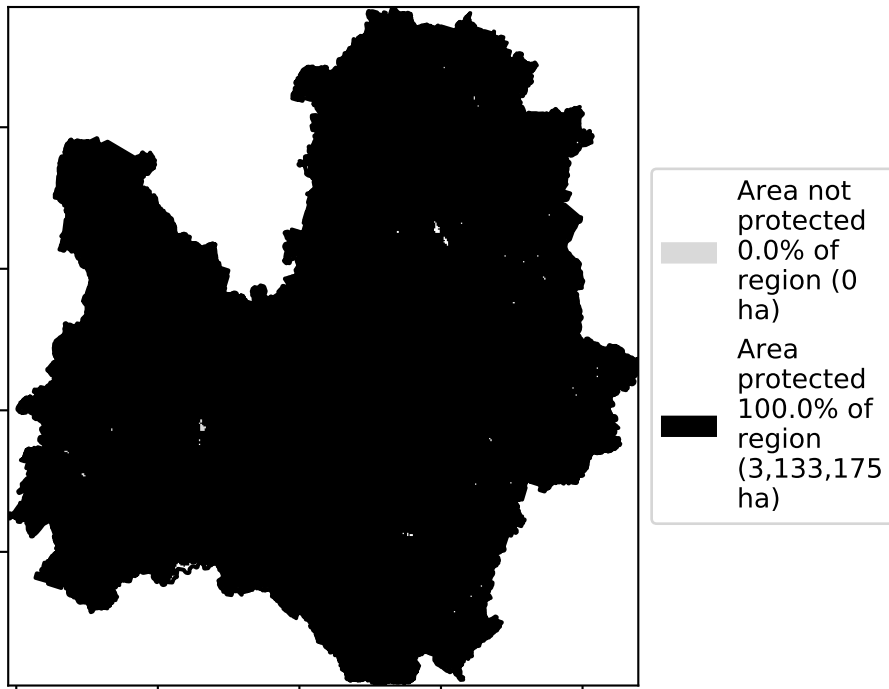 Area not
protected
0.0% of
region (0
ha)
Area
protected
100.0% of
region
(3,133,175
ha)